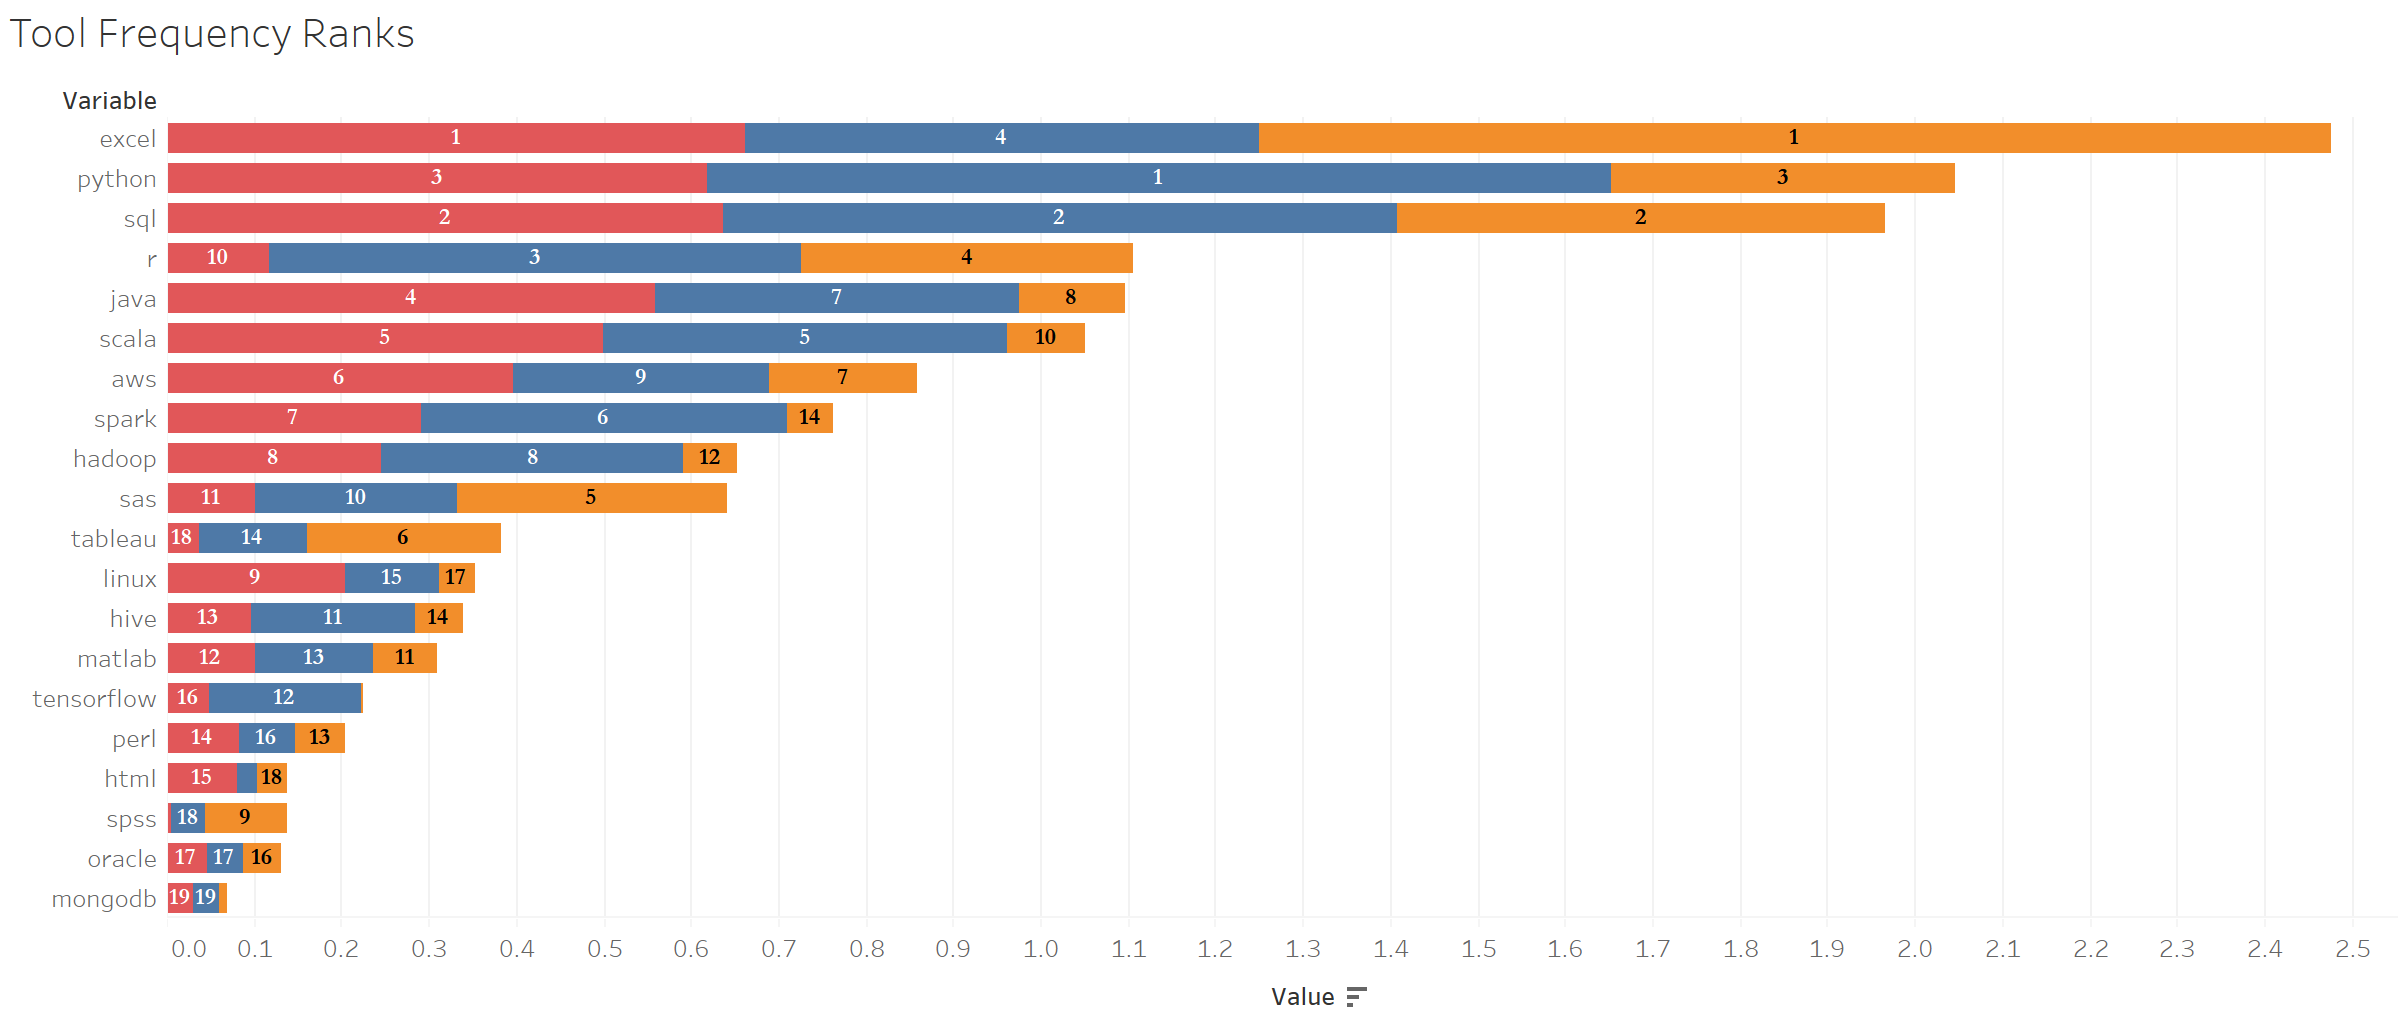 Tool Frequency Ranks
Variable
excel 1 4 1
python 3 1 3
sql 2 2 2
r 10 3 4
java 4 7 8
scala 5 5 10
aws 6 9 7
spark 7 6 14
hadoop 8 8 12
sas 11 10 5
tableau 18 14 6
linux 9 15 17
hive 13 11 14
matlab 12 13 11
tensorflow 16 12
perl 14 16 13
html 15 18
spss 18 9
oracle 17 17 16
mongodb 19 19
0.0 0.1 0.2 0.3 0.4 0.5 0.6 0.7 0.8 0.9 1.0 1.1 1.2 1.3 1.4 1.5 1.6 1.7 1.8 1.9 2.0 2.1 2.2 2.3 2.4 2.5
Value